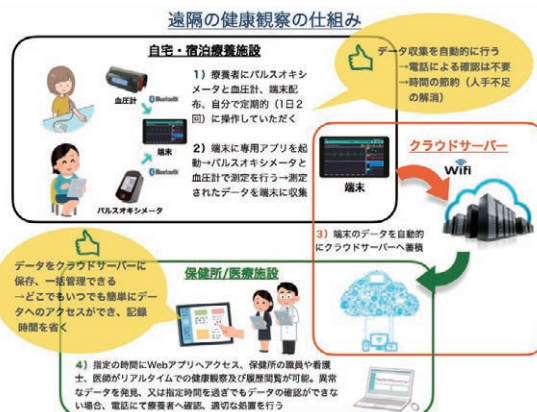 遠隔の健康観察の仕組み
自宅・宿泊療養施設
血圧計
Bluetooth
端末
Bluetooth
パルスオキシメータ
1）療養者にパルスオキシ
メータと血圧計、端末配
布、自分で定期的（1日2
回）に操作していただく
2）端末に専用アプリを起
動→パルスオキシメータと
血圧計で測定を行う→測定
されたデータを端末に収集
データ収集を自動的に行う
→電話による確認は不要
→時間の節約（人手不足
の解消）
端末
クラウドサーバー
Wifi
3）端末のデータを自動的
にクラウドサーバーへ蓄積
データをクラウドサーバーに
保存、一括管理できる
→どこでもいつでも簡単にデー
タへのアクセスができ、記録
時間を省く
保健所/医療施設
4）指定の時間にWebアプリへアクセス、保健所の職員や看護
士、医師がリアルタイムでの健康観察及び履歴閲覧が可能。異常
なデータを発見、又は指定時間を過ぎでもデータの確認ができ
ない場合、電話にて療養者へ確認、適切な処置を行う